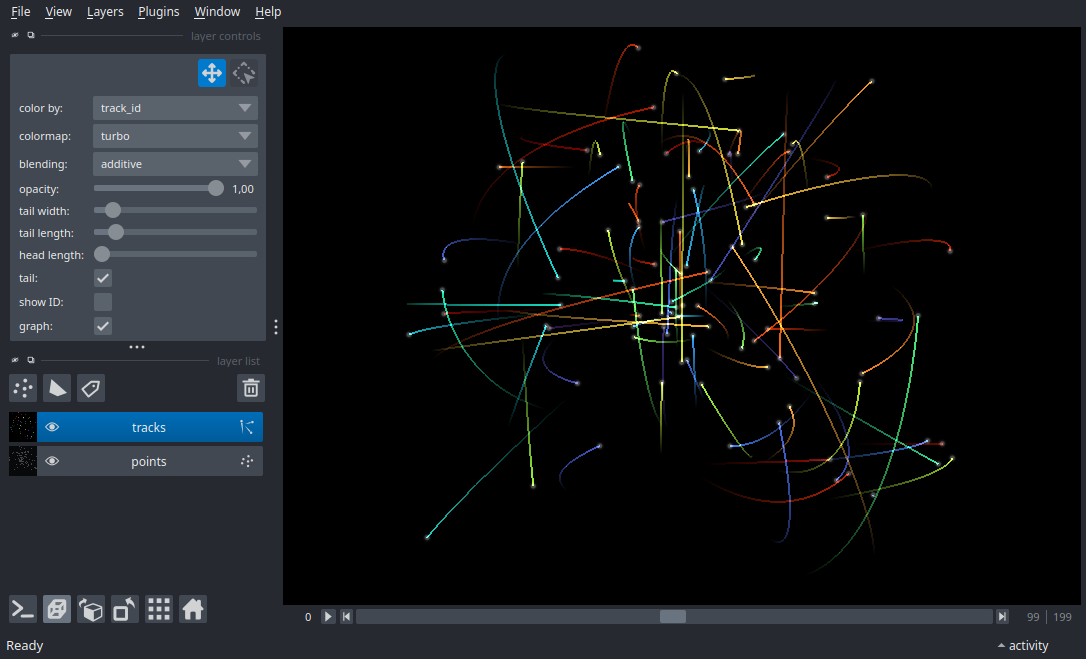 File View Layers Plugins Window Help
layer controls
color by: track_id
colormap: turbo
blending: additive
opacity: 1,00
tail width:
tail length:
head length:
tail:
show ID:
graph:
layer list
tracks
points
0 99 199
Ready activity